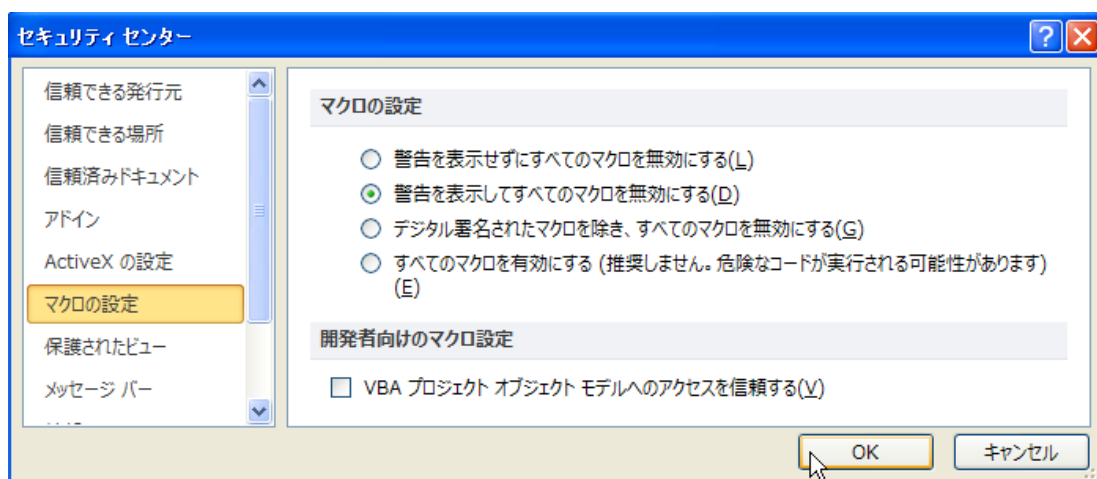 セキュリティ センター
信頼できる発行元
信頼できる場所
信頼済みドキュメント
アドイン
ActiveX の設定
マクロの設定
保護されたビュー
メッセージ バー
マクロの設定
警告を表示せずにすべてのマクロを無効にする(L)
警告を表示してすべてのマクロを無効にする(D)
デジタル署名されたマクロを除き、すべてのマクロを無効にする(G)
すべてのマクロを有効にする (推奨しません。危険なコードが実行される可能性があります)
(E)
開発者向けのマクロ設定
VBA プロジェクト オブジェクト モデルへのアクセスを信頼する(V)
OK
キャンセル